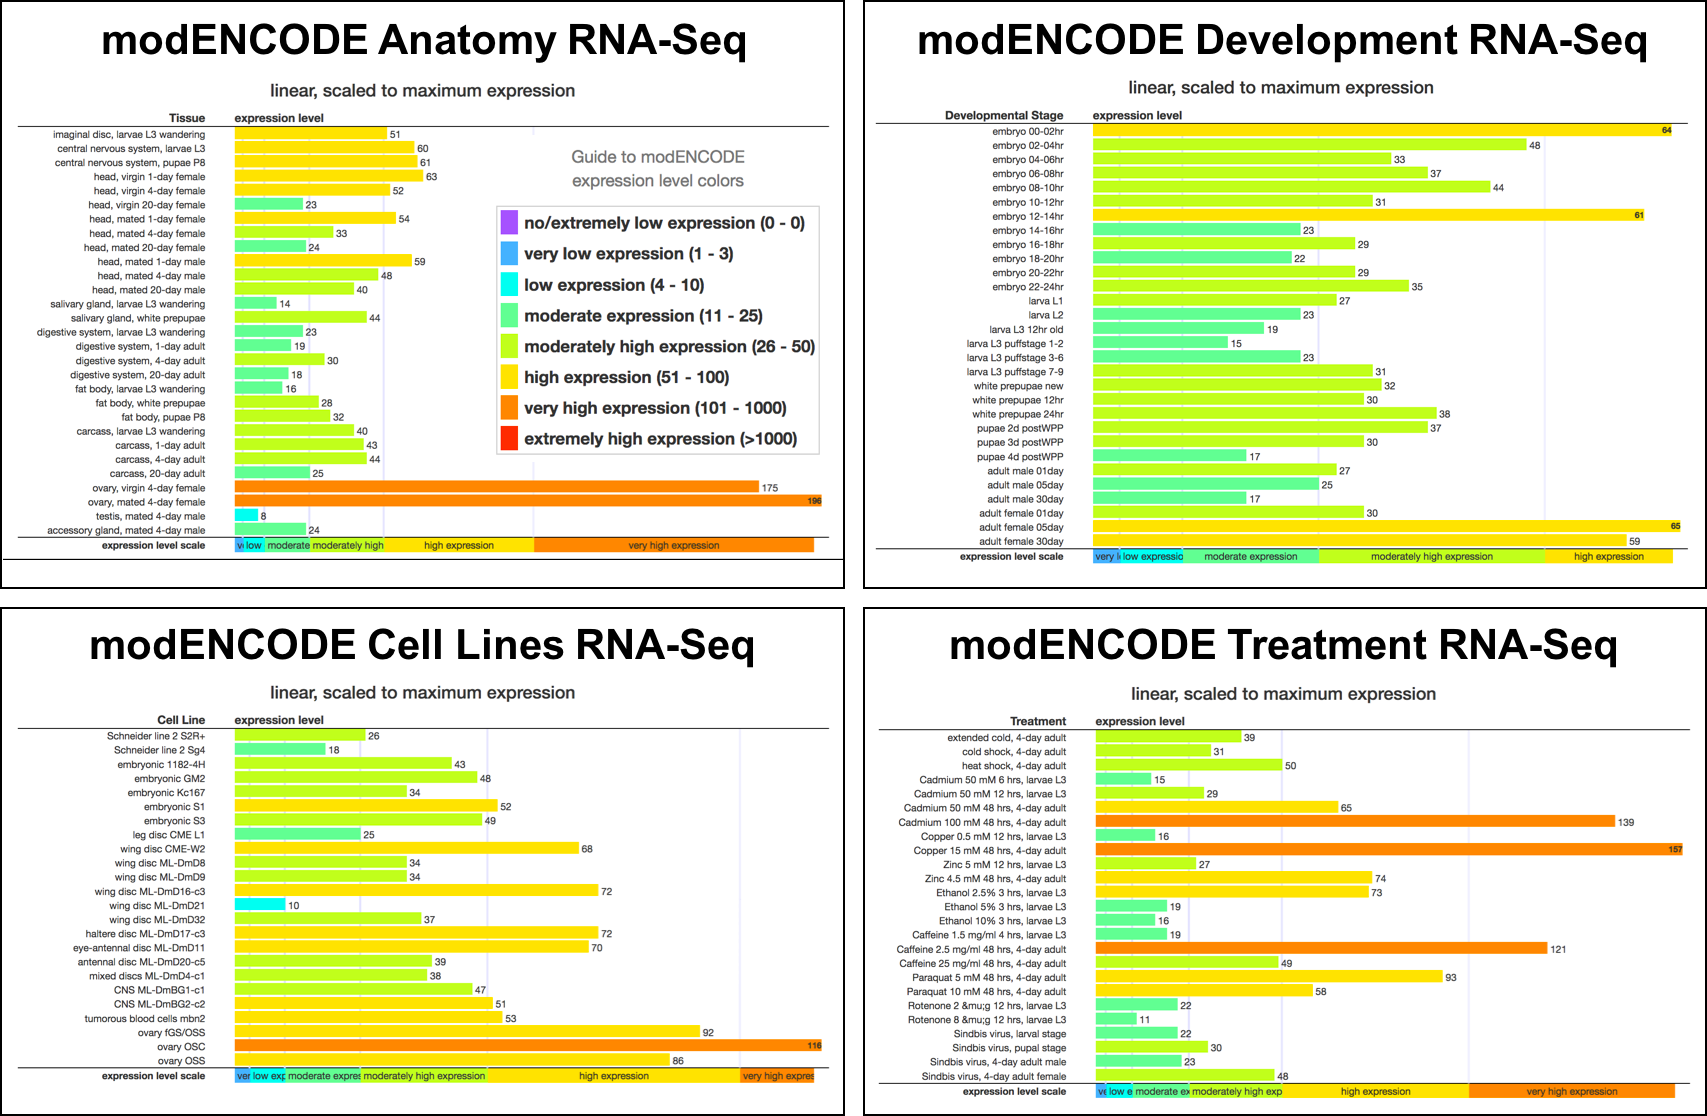 modENCODE Anatomy RNA-Seq
linear, scaled to maximum expression
Tissue expression level
imaginal disc, larvae L3 wandering 51
central nervous system, larvae L3 60
central nervous system, pupae P8 61
head, virgin 1-day female 63
head, virgin 4-day female 52
head, virgin 20-day female 23
head, mated 1-day female 54
head, mated 4-day female 33
head, mated 20-day female 24
head, mated 1-day male 59
head, mated 4-day male 48
head, mated 20-day male 40
salivary gland, larvae L3 wandering 14
salivary gland, white prepupae 44
digestive system, larvae L3 wandering 23
digestive system, 1-day adult 19
digestive system, 4-day adult 30
digestive system, 20-day adult 18
fat body, larvae L3 wandering 16
fat body, white prepupae 28
fat body, pupae P8 32
carcass, larvae L3 wandering 40
carcass, 1-day adult 43
carcass, 4-day adult 44
carcass, 20-day adult 25
ovary, virgin 4-day female 175
ovary, mated 4-day female 196
testis, mated 4-day male 8
accessory gland, mated 4-day male 24
expression level scale v low moderate moderately high high expression very high expression
Guide to modENCODE
expression level colors
no/extremely low expression (0 - 0)
very low expression (1 - 3)
low expression (4 - 10)
moderate expression (11 - 25)
moderately high expression (26 - 50)
high expression (51 - 100)
very high expression (101 - 1000)
extremely high expression (>1000)
modENCODE Development RNA-Seq
linear, scaled to maximum expression
Developmental Stage expression level
embryo 00-02hr 64
embryo 02-04hr 48
embryo 04-06hr 33
embryo 06-08hr 37
embryo 08-10hr 44
embryo 10-12hr 31
embryo 12-14hr 61
embryo 14-16hr 23
embryo 16-18hr 29
embryo 18-20hr 22
embryo 20-22hr 29
embryo 22-24hr 35
larva L1 27
larva L2 23
larva L3 12hr old 19
larva L3 puffstage 1-2 15
larva L3 puffstage 3-6 23
larva L3 puffstage 7-9 31
white prepupae new 32
white prepupae 12hr 30
white prepupae 24hr 38
pupae 2d postWPP 37
pupae 3d postWPP 30
pupae 4d postWPP 17
adult male 01day 27
adult male 05day 25
adult male 30day 17
adult female 01day 30
adult female 05day 65
adult female 30day 59
expression level scale very l low expressio moderate expression moderately high expression high expression
modENCODE Cell Lines RNA-Seq
linear, scaled to maximum expression
Cell Line expression level
Schneider line 2 S2R+ 26
Schneider line 2 Sg4 18
embryonic 1182-4H 43
embryonic GM2 48
embryonic Kc167 34
embryonic S1 52
embryonic S3 49
leg disc CME L1 25
wing disc CME-W2 68
wing disc ML-DmD8 34
wing disc ML-DmD9 34
wing disc ML-DmD16-c3 72
wing disc ML-DmD21 10
wing disc ML-DmD32 37
haltere disc ML-DmD17-c3 72
eye-antennal disc ML-DmD11 70
antennal disc ML-DmD20-c5 39
mixed discs ML-DmD4-c1 38
CNS ML-DmBG1-c1 47
CNS ML-DmBG2-c2 51
tumorous blood cells mbn2 53
ovary fGS/OSS 92
ovary OSC 116
ovary OSS 86
expression level scale ver low exp moderate expres moderately high expression high expression very high expres
modENCODE Treatment RNA-Seq
linear, scaled to maximum expression
Treatment expression level
extended cold, 4-day adult 39
cold shock, 4-day adult 31
heat shock, 4-day adult 50
Cadmium 50 mM 6 hrs, larvae L3 15
Cadmium 50 mM 12 hrs, larvae L3 29
Cadmium 50 mM 48 hrs, 4-day adult 65
Cadmium 100 mM 48 hrs, 4-day adult 139
Copper 0.5 mM 12 hrs, larvae L3 16
Copper 15 mM 48 hrs, 4-day adult 157
Zinc 5 mM 12 hrs, larvae L3 27
Zinc 4.5 mM 48 hrs, 4-day adult 74
Ethanol 2.5% 3 hrs, larvae L3 73
Ethanol 5% 3 hrs, larvae L3 19
Ethanol 10% 3 hrs, larvae L3 16
Caffeine 1.5 mg/ml 4 hrs, larvae L3 19
Caffeine 2.5 mg/ml 48 hrs, 4-day adult 121
Caffeine 25 mg/ml 48 hrs, 4-day adult 49
Paraquat 5 mM 48 hrs, 4-day adult 93
Paraquat 10 mM 48 hrs, 4-day adult 58
Rotenone 2 &mu;g 12 hrs, larvae L3 22
Rotenone 8 &mu;g 12 hrs, larvae L3 11
Sindbis virus, larval stage 22
Sindbis virus, pupal stage 30
Sindbis virus, 4-day adult male 23
Sindbis virus, 4-day adult female 48
expression level scale ve low e moderate ex moderately high exp high expression very high expression